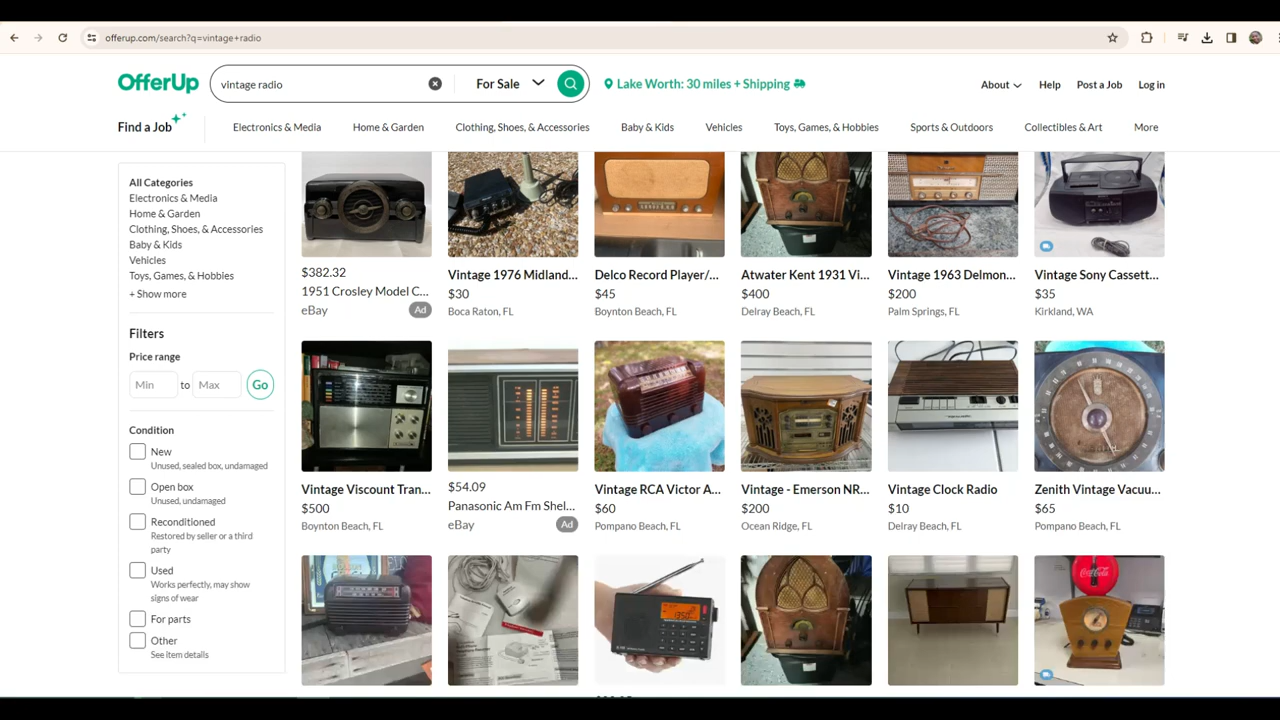 offerup.com/search?q=vintage+radio
OfferUp
vintage radio
For Sale
Lake Worth: 30 miles + Shipping
About
Help
Post a Job
Log in
Find a Job
Electronics & Media
Home & Garden
Clothing, Shoes, & Accessories
Baby & Kids
Vehicles
Toys, Games, & Hobbies
Sports & Outdoors
Collectibles & Art
More
All Categories
Electronics & Media
Home & Garden
Clothing, Shoes, & Accessories
Baby & Kids
Vehicles
Toys, Games, & Hobbies
+ Show more
Filters
Price range
Min
to
Max
Go
Condition
New
Unused, sealed box, undamaged
Open box
Unused, undamaged
Reconditioned
Restored by seller or a third
party
Used
Works perfectly, may show
signs of wear
For parts
Other
See item details
$382.32
1951 Crosley Model C...
eBay
Ad
Vintage 1976 Midland...
$30
Boca Raton, FL
Delco Record Player/...
$45
Boynton Beach, FL
Atwater Kent 1931 Vi...
$400
Delray Beach, FL
Vintage 1963 Delmon...
$200
Palm Springs, FL
Vintage Sony Cassett...
$35
Kirkland, WA
Vintage Viscount Tran...
$500
Boynton Beach, FL
$54.09
Panasonic Am Fm Shel...
eBay
Ad
Vintage RCA Victor A...
$60
Pompano Beach, FL
Vintage - Emerson NR...
$200
Ocean Ridge, FL
Vintage Clock Radio
$10
Delray Beach, FL
Zenith Vintage Vacuu...
$65
Pompano Beach, FL
Coca-Cola